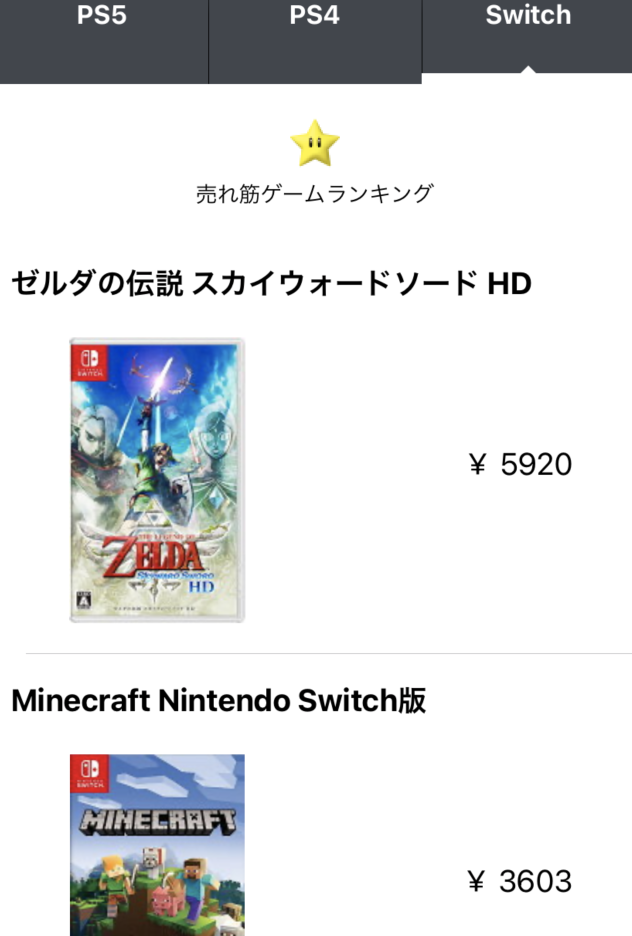 PS5
PS4
Switch
売れ筋ゲームランキング
ゼルダの伝説 スカイウォードソード HD
NINTENDO
SWITCH
THE LEGEND OF
ZELDA
SKYWARD SWORD
HD
A
¥ 5920
Minecraft Nintendo Switch版
NINTENDO
SWITCH
MINECRAFT
¥ 3603